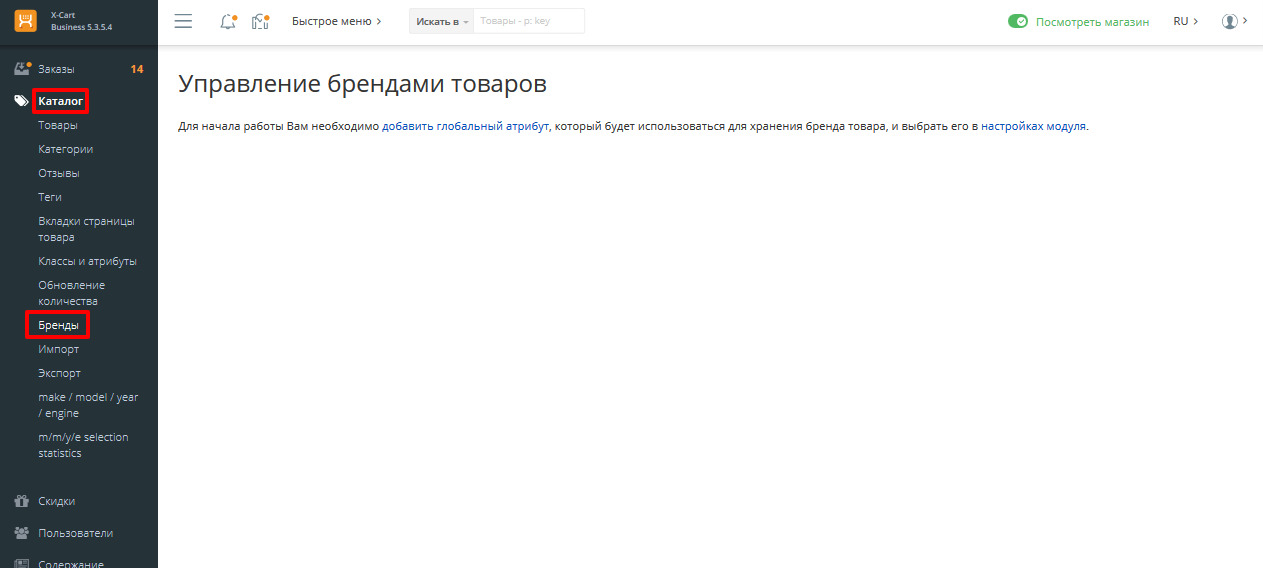 X-Cart
Business 5.3.5.4
Быстрое меню
Искать в
Товары - p: key
Посмотреть магазин
RU
Заказы 14
Каталог
Товары
Категории
Отзывы
Теги
Вкладки страницы
товара
Классы и атрибуты
Обновление
количества
Бренды
Импорт
Экспорт
make / model / year
/ engine
m/m/y/e selection
statistics
Скидки
Пользователи
Содержание
Управление брендами товаров
Для начала работы Вам необходимо добавить глобальный атрибут, который будет использоваться для хранения бренда товара, и выбрать его в настройках модуля.